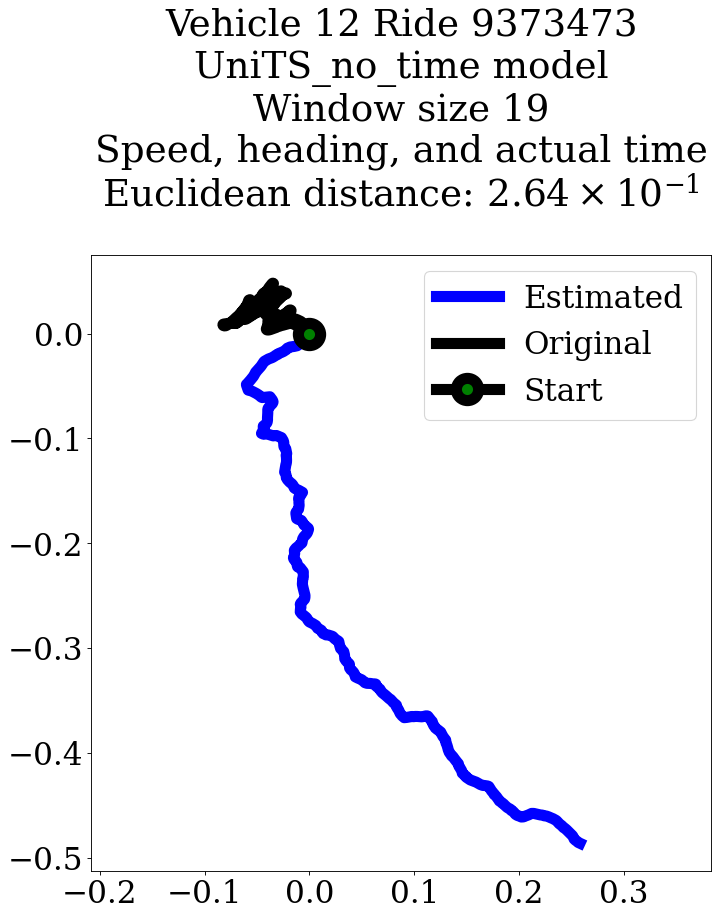 Vehicle 12 Ride 9373473
UniTS_no_time model
Window size 19
Speed, heading, and actual time
Euclidean distance: 2.64 × 10⁻¹
Estimated
Original
Start
0.0
−0.1
−0.2
−0.3
−0.4
−0.5
−0.2 −0.1 0.0 0.1 0.2 0.3